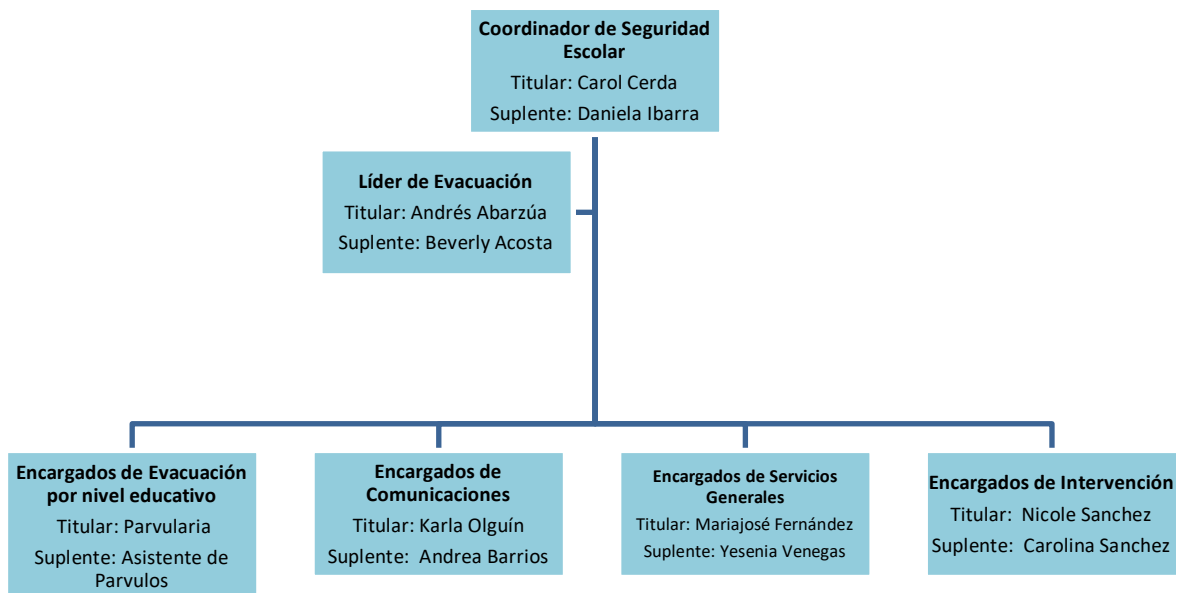 Coordinador de Seguridad
Escolar
Titular: Carol Cerda
Suplente: Daniela Ibarra
Líder de Evacuación
Titular: Andrés Abarzúa
Suplente: Beverly Acosta
Encargados de Evacuación
por nivel educativo
Titular: Parvularia
Suplente: Asistente de
Parvulos
Encargados de
Comunicaciones
Titular: Karla Olguín
Suplente: Andrea Barrios
Encargados de Servicios
Generales
Titular: Mariajosé Fernández
Suplente: Yesenia Venegas
Encargados de Intervención
Titular: Nicole Sanchez
Suplente: Carolina Sanchez